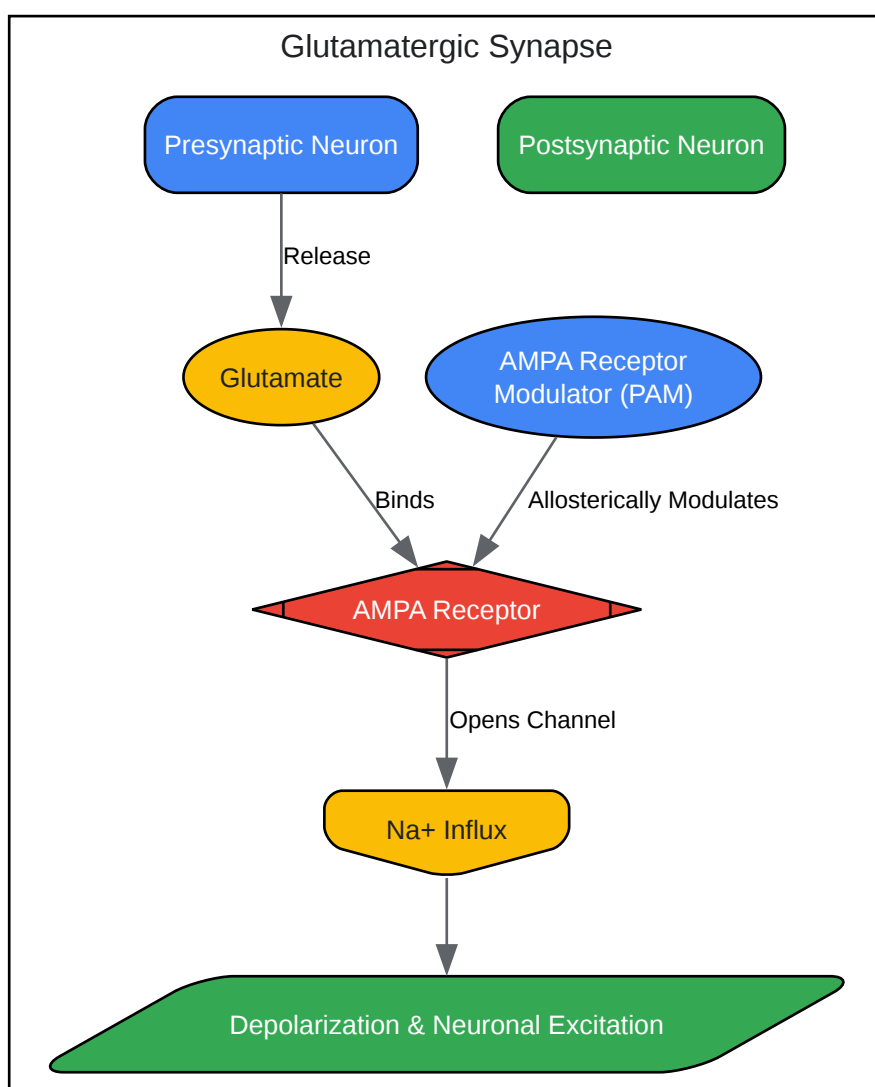 Glutamatergic Synapse
Presynaptic Neuron
Postsynaptic Neuron
Release
Glutamate
AMPA Receptor
Modulator (PAM)
Binds
Allosterically Modulates
AMPA Receptor
Opens Channel
Na+ Influx
Depolarization & Neuronal Excitation